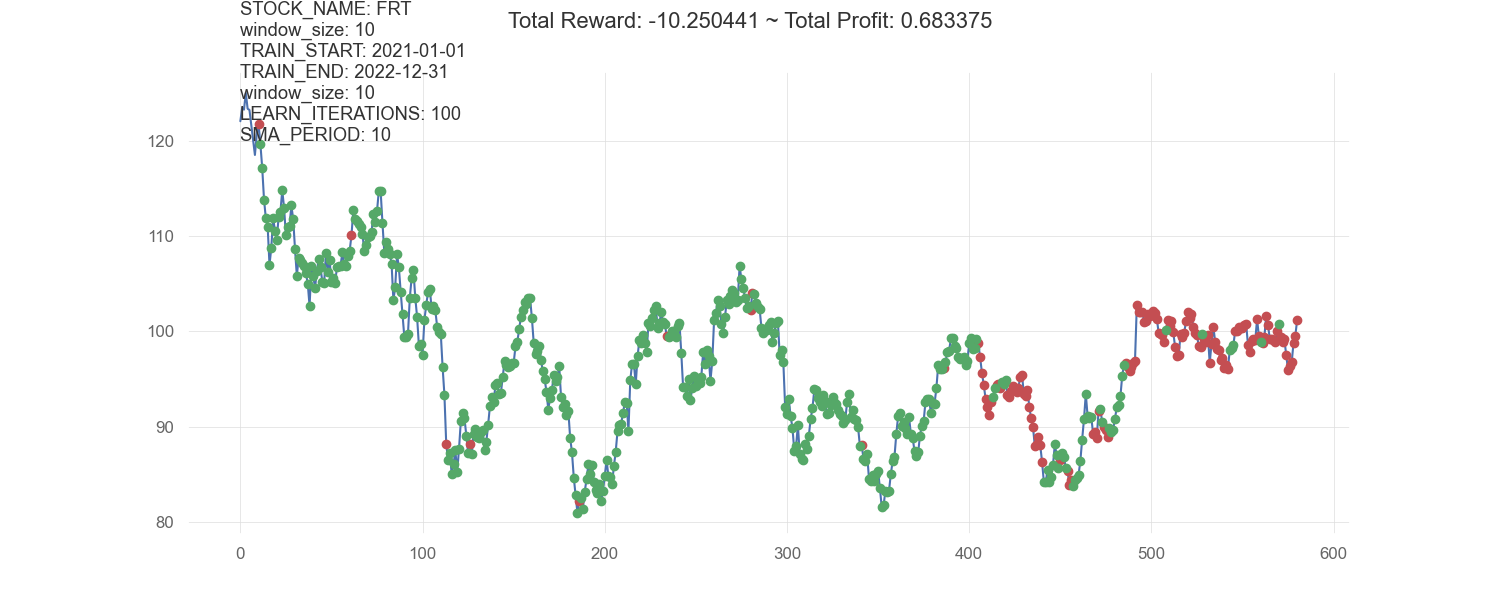 STOCK_NAME: FRT
Total Reward: -10.250441 ~ Total Profit: 0.683375
window_size: 10
TRAIN_START: 2021-01-01
TRAIN_END: 2022-12-31
window_size: 10
LEARN_ITERATIONS: 100
SMA_PERIOD: 10
120
110
100
90
80
0 100 200 300 400 500 600